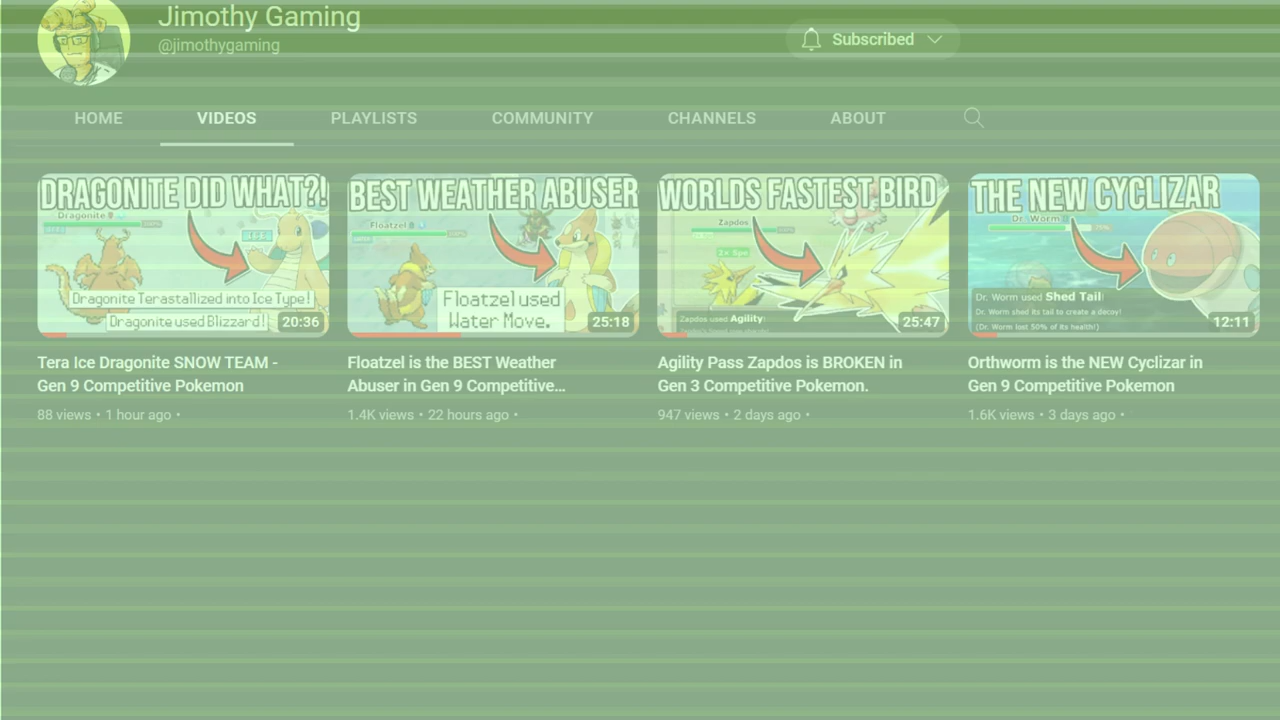 Jimothy Gaming
@jimothygaming
Subscribed
HOME VIDEOS PLAYLISTS COMMUNITY CHANNELS ABOUT
DRAGONITE DID WHAT?!
Dragonite
Dragonite Terastallized into Ice Type!
Dragonite used Blizzard!
20:36
Tera Ice Dragonite SNOW TEAM -
Gen 9 Competitive Pokemon
88 views • 1 hour ago •
BEST WEATHER ABUSER
Floatzel
Floatzel used
Water Move.
25:18
Floatzel is the BEST Weather
Abuser in Gen 9 Competitive...
1.4K views • 22 hours ago •
WORLDS FASTEST BIRD
Zapdos
2× Spe
Zapdos used Agility!
25:47
Agility Pass Zapdos is BROKEN in
Gen 3 Competitive Pokemon.
947 views • 2 days ago •
THE NEW CYCLIZAR
Dr. Worm
Dr. Worm used Shed Tail!
Dr. Worm shed its tail to create a decoy!
(Dr. Worm lost 50% of its health!)
12:11
Orthworm is the NEW Cyclizar in
Gen 9 Competitive Pokemon
1.6K views • 3 days ago •